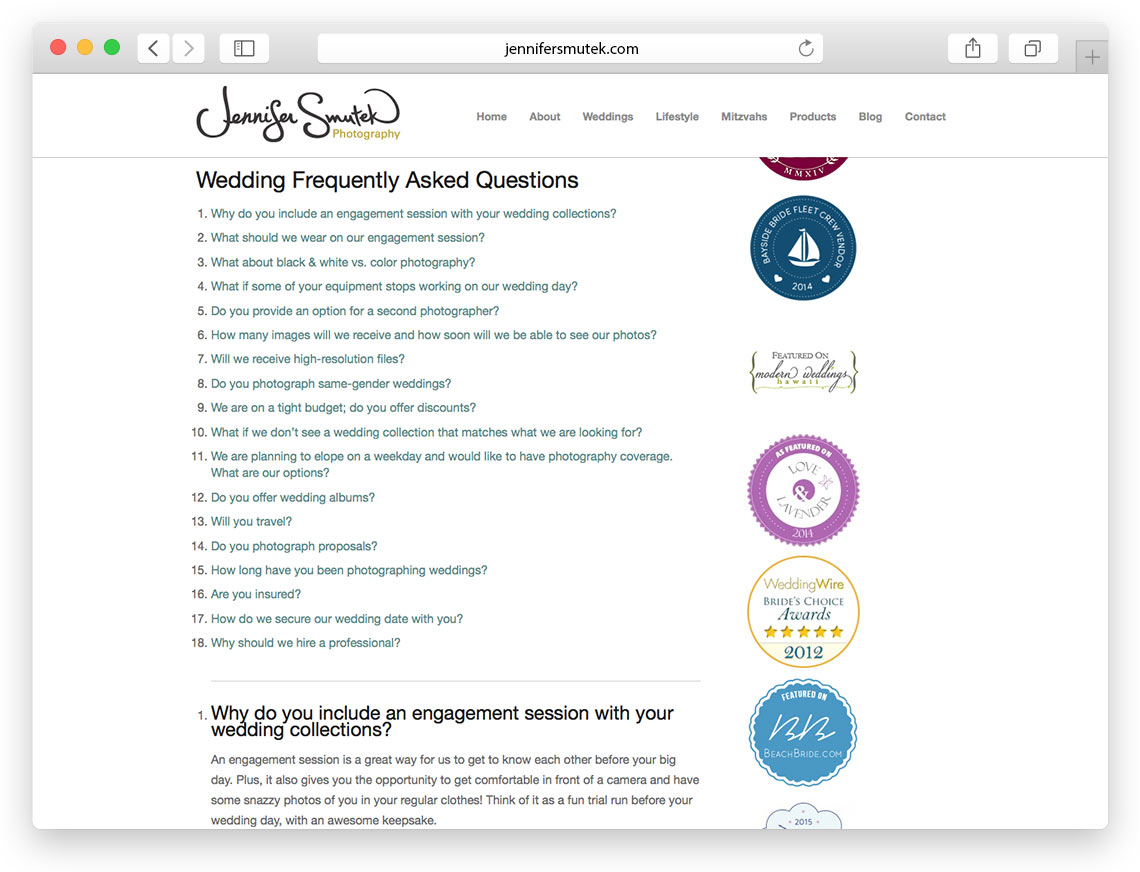 jennifersmutek.com
Jennifer Smutek
Photography
Home About Weddings Lifestyle Mitzvahs Products Blog Contact
Wedding Frequently Asked Questions
1. Why do you include an engagement session with your wedding collections?
2. What should we wear on our engagement session?
3. What about black & white vs. color photography?
4. What if some of your equipment stops working on our wedding day?
5. Do you provide an option for a second photographer?
6. How many images will we receive and how soon will we be able to see our photos?
7. Will we receive high-resolution files?
8. Do you photograph same-gender weddings?
9. We are on a tight budget; do you offer discounts?
10. What if we don’t see a wedding collection that matches what we are looking for?
11. We are planning to elope on a weekday and would like to have photography coverage.
What are our options?
12. Do you offer wedding albums?
13. Will you travel?
14. Do you photograph proposals?
15. How long have you been photographing weddings?
16. Are you insured?
17. How do we secure our wedding date with you?
18. Why should we hire a professional?
1. Why do you include an engagement session with your
wedding collections?
An engagement session is a great way for us to get to know each other before your big
day. Plus, it also gives you the opportunity to get comfortable in front of a camera and have
some snazzy photos of you in your regular clothes! Think of it as a fun trial run before your
wedding day, with an awesome keepsake.
MMXIV
BAYSIDE BRIDE FLEET CREW VENDOR
2014
FEATURED ON
modern weddings
hawaii
AS FEATURED ON
LOVE
&
LAVENDER
2014
WeddingWire
BRIDE'S CHOICE
Awards
2012
FEATURED ON
BB
BEACHBRIDE.COM
2015